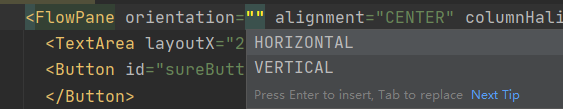 <FlowPane orientation="" alignment="CENTER" columnHali
<TextArea layoutX="2
HORIZONTAL
<Button id="sureButt
VERTICAL
</Button>
Press Enter to insert, Tab to replace Next Tip